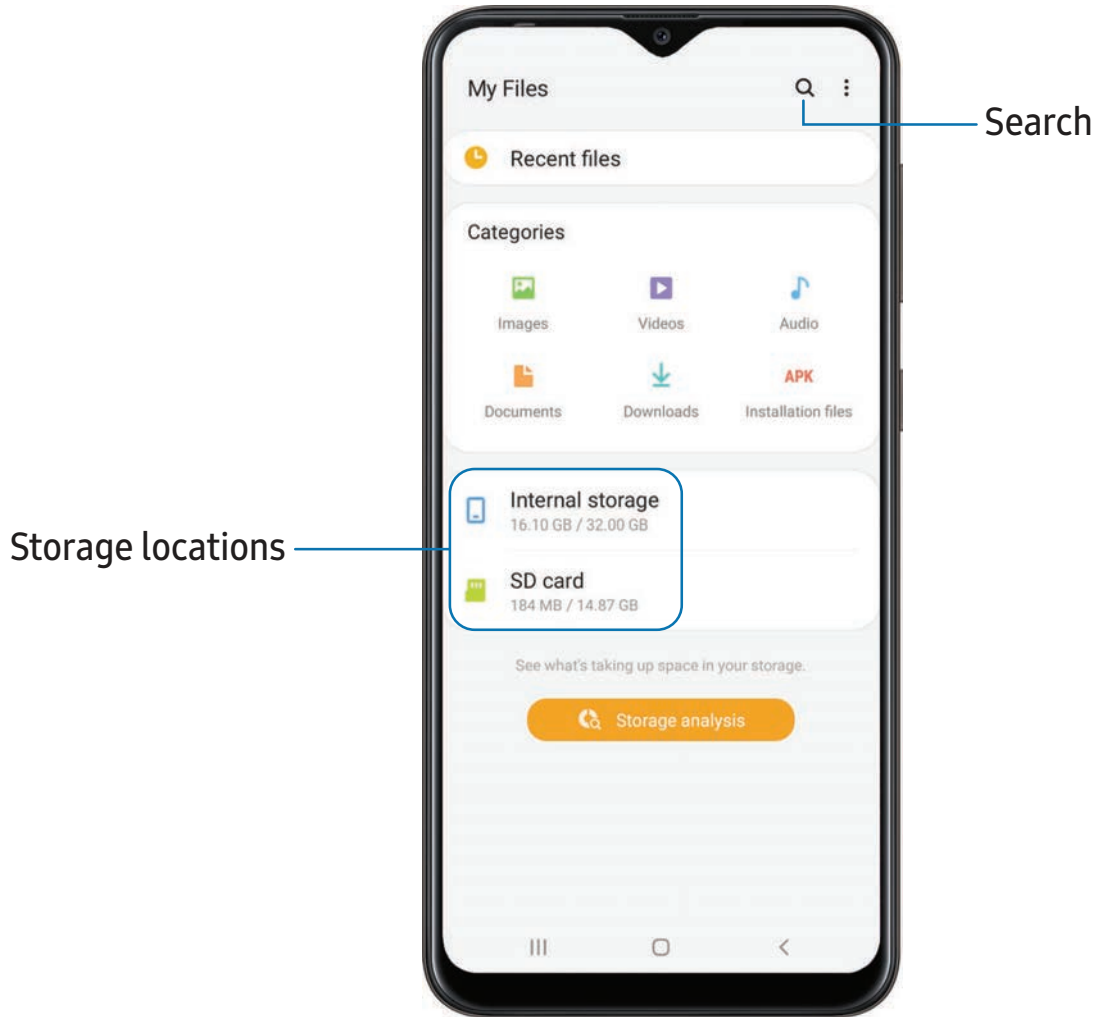 My Files
Search
Recent files
Categories
Images
Videos
Audio
Documents
Downloads
APK
Installation files
Storage locations
Internal storage
16.10 GB / 32.00 GB
SD card
184 MB / 14.87 GB
See what's taking up space in your storage.
Storage analysis